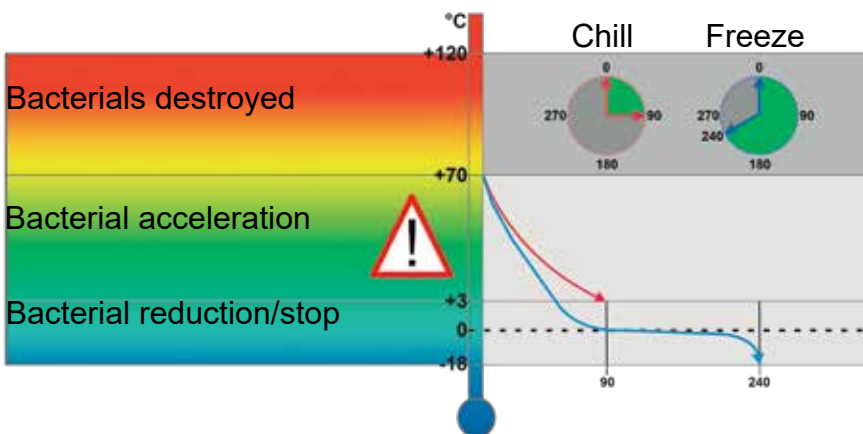 °C
Chill
Freeze
+120
0
0
Bacterials destroyed
270
90
270
90
240
180
180
+70
Bacterial acceleration
!
+3
Bacterial reduction/stop
0
-18
90
240